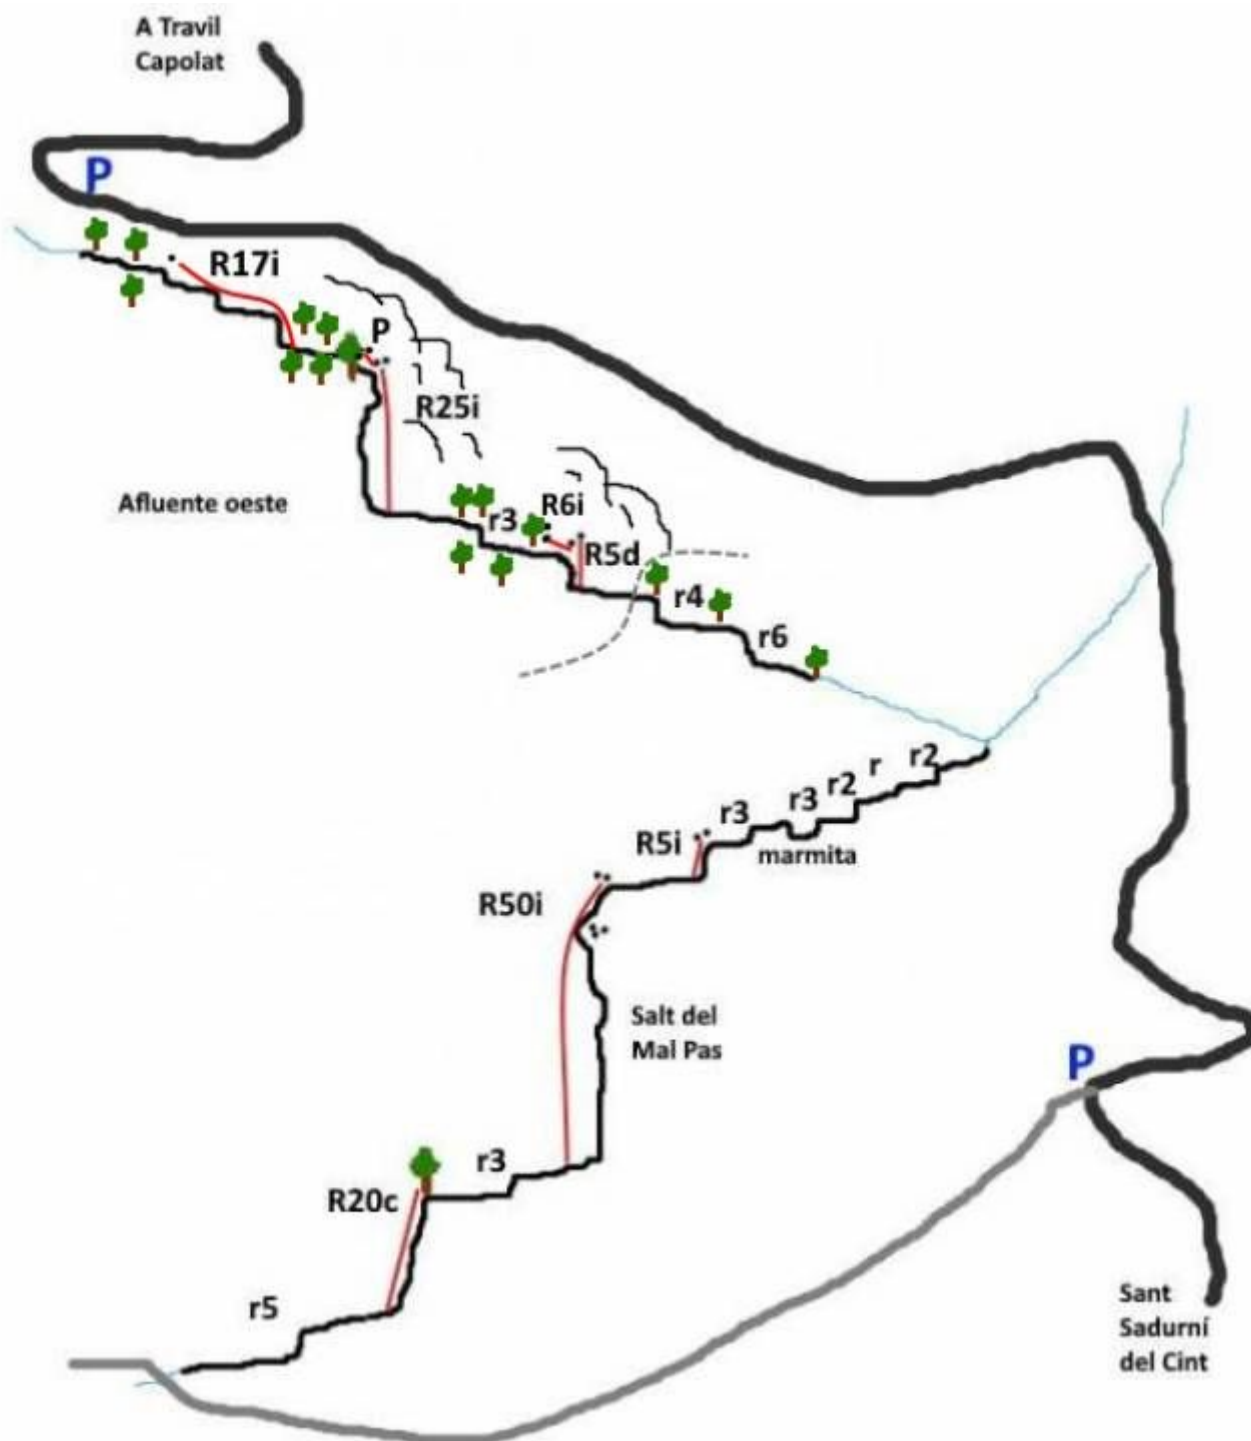 A Travil
Capolat
P
R17i
P
R25i
Afluente oeste
R6i
r3
R5d
r4
r6
r2
r
r2
r3
r3
R5i
marmita
R50i
Salt del
Mal Pas
P
r3
R20c
r5
Sant
Sadurní
del Cint